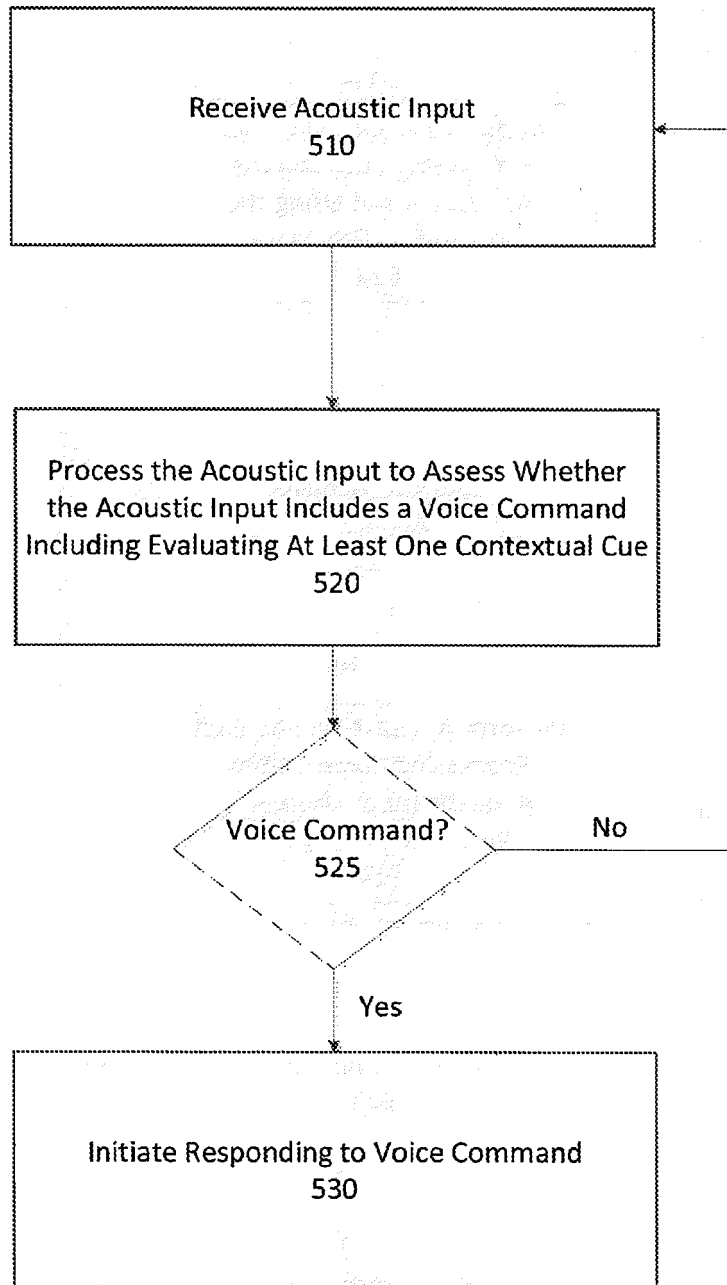 Receive Acoustic Input
510
Process the Acoustic Input to Assess Whether
the Acoustic Input Includes a Voice Command
Including Evaluating At Least One Contextual Cue
520
Voice Command?
525
No
Yes
Initiate Responding to Voice Command
530